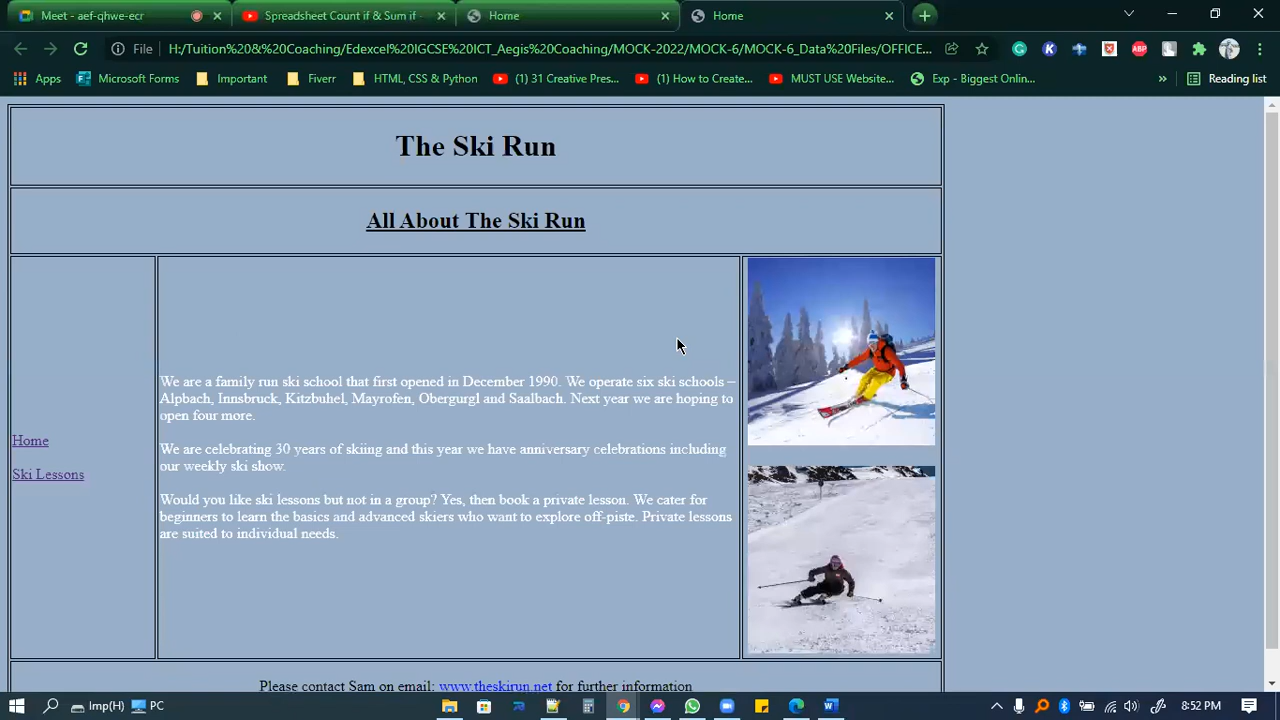 Meet - aef-qhwe-ecr
Spreadsheet Count if & Sum if -
Home
Home
File
H:/Tuition%20&%20Coaching/Edexcel%20IGCSE%20ICT_Aegis%20Coaching/MOCK-2022/MOCK-6/MOCK-6_Data%20Files/OFFICE...
ABP
Apps
Microsoft Forms
Important
Fiverr
HTML, CSS & Python
(1) 31 Creative Pres...
(1) How to Create...
MUST USE Website...
Exp - Biggest Onlin...
»
Reading list
The Ski Run
All About The Ski Run
Home
Ski Lessons
We are a family run ski school that first opened in December 1990. We operate six ski schools –
Alpbach, Innsbruck, Kitzbuhel, Mayrofen, Obergurgl and Saalbach. Next year we are hoping to
open four more.
We are celebrating 30 years of skiing and this year we have anniversary celebrations including
our weekly ski show.
Would you like ski lessons but not in a group? Yes, then book a private lesson. We cater for
beginners to learn the basics and advanced skiers who want to explore off-piste. Private lessons
are suited to individual needs.
Please contact Sam on email: www.theskirun.net for further information
Imp(H)
PC
8:52 PM